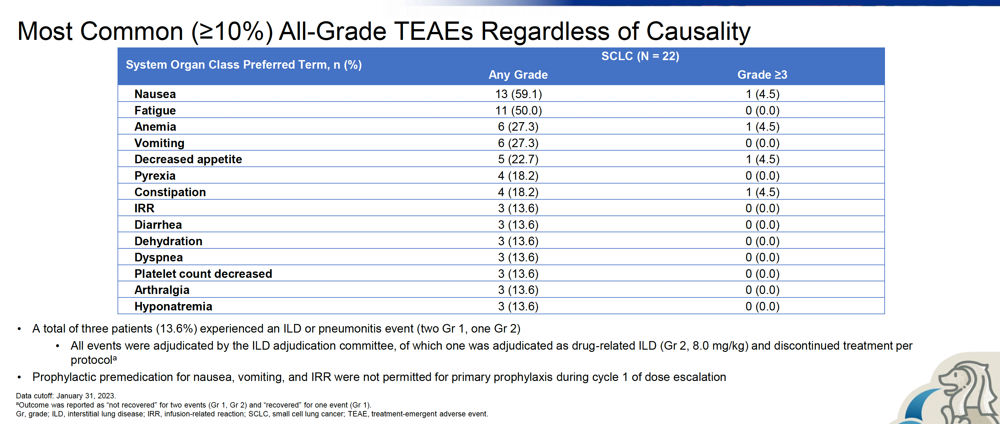 Most Common (≥10%) All-Grade TEAEs Regardless of Causality
System Organ Class Preferred Term, n (%)
SCLC (N = 22)
Any Grade Grade ≥3
Nausea 13 (59.1) 1 (4.5)
Fatigue 11 (50.0) 0 (0.0)
Anemia 6 (27.3) 1 (4.5)
Vomiting 6 (27.3) 0 (0.0)
Decreased appetite 5 (22.7) 1 (4.5)
Pyrexia 4 (18.2) 0 (0.0)
Constipation 4 (18.2) 1 (4.5)
IRR 3 (13.6) 0 (0.0)
Diarrhea 3 (13.6) 0 (0.0)
Dehydration 3 (13.6) 0 (0.0)
Dyspnea 3 (13.6) 0 (0.0)
Platelet count decreased 3 (13.6) 0 (0.0)
Arthralgia 3 (13.6) 0 (0.0)
Hyponatremia 3 (13.6) 0 (0.0)
• A total of three patients (13.6%) experienced an ILD or pneumonitis event (two Gr 1, one Gr 2)
• All events were adjudicated by the ILD adjudication committee, of which one was adjudicated as drug-related ILD (Gr 2, 8.0 mg/kg) and discontinued treatment per
protocolᵃ
• Prophylactic premedication for nausea, vomiting, and IRR were not permitted for primary prophylaxis during cycle 1 of dose escalation
Data cutoff: January 31, 2023.
ᵃOutcome was reported as “not recovered” for two events (Gr 1, Gr 2) and “recovered” for one event (Gr 1).
Gr, grade; ILD, interstitial lung disease; IRR, infusion-related reaction; SCLC, small cell lung cancer; TEAE, treatment-emergent adverse event.